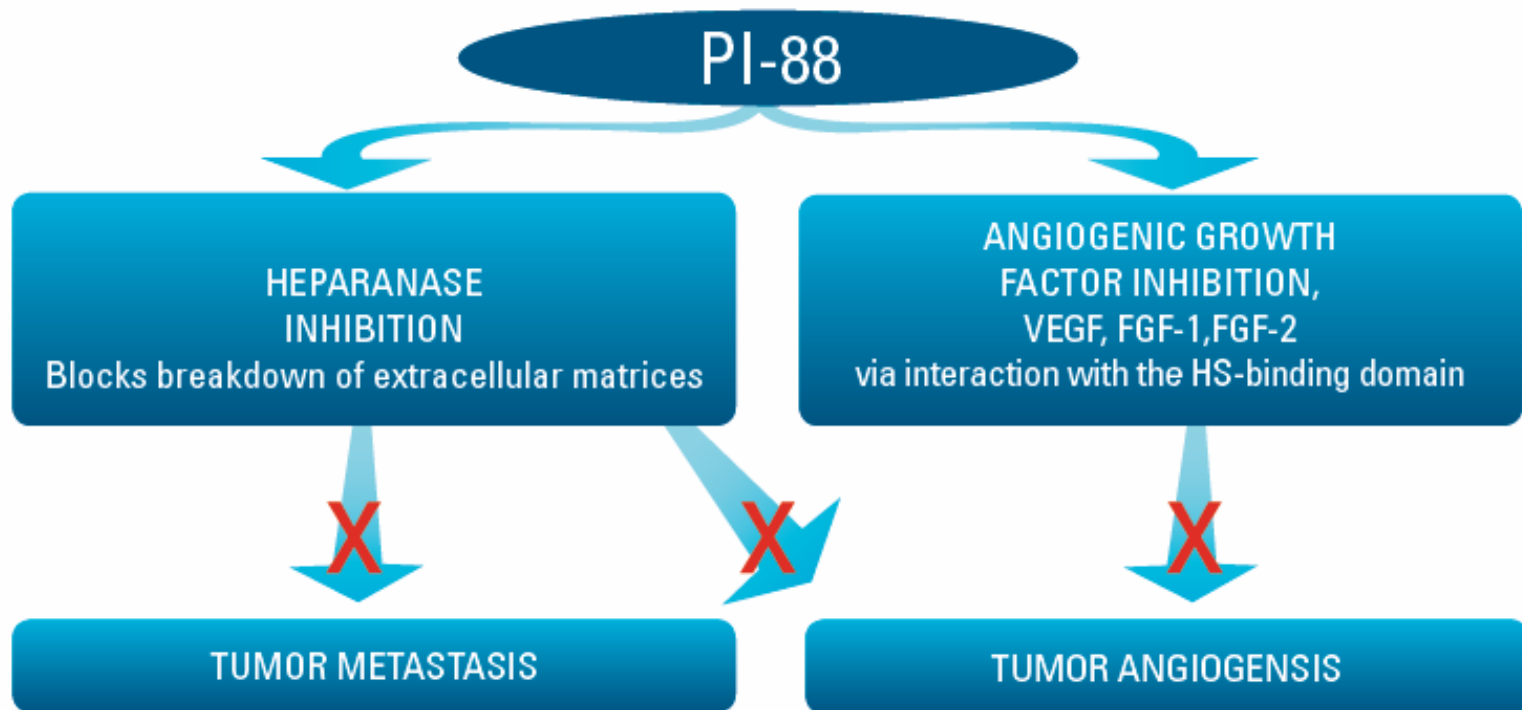 PI-88
HEPARANASE
INHIBITION
Blocks breakdown of extracellular matrices
ANGIOGENIC GROWTH
FACTOR INHIBITION,
VEGF, FGF-1,FGF-2
via interaction with the HS-binding domain
X
X
X
TUMOR METASTASIS
TUMOR ANGIOGENSIS